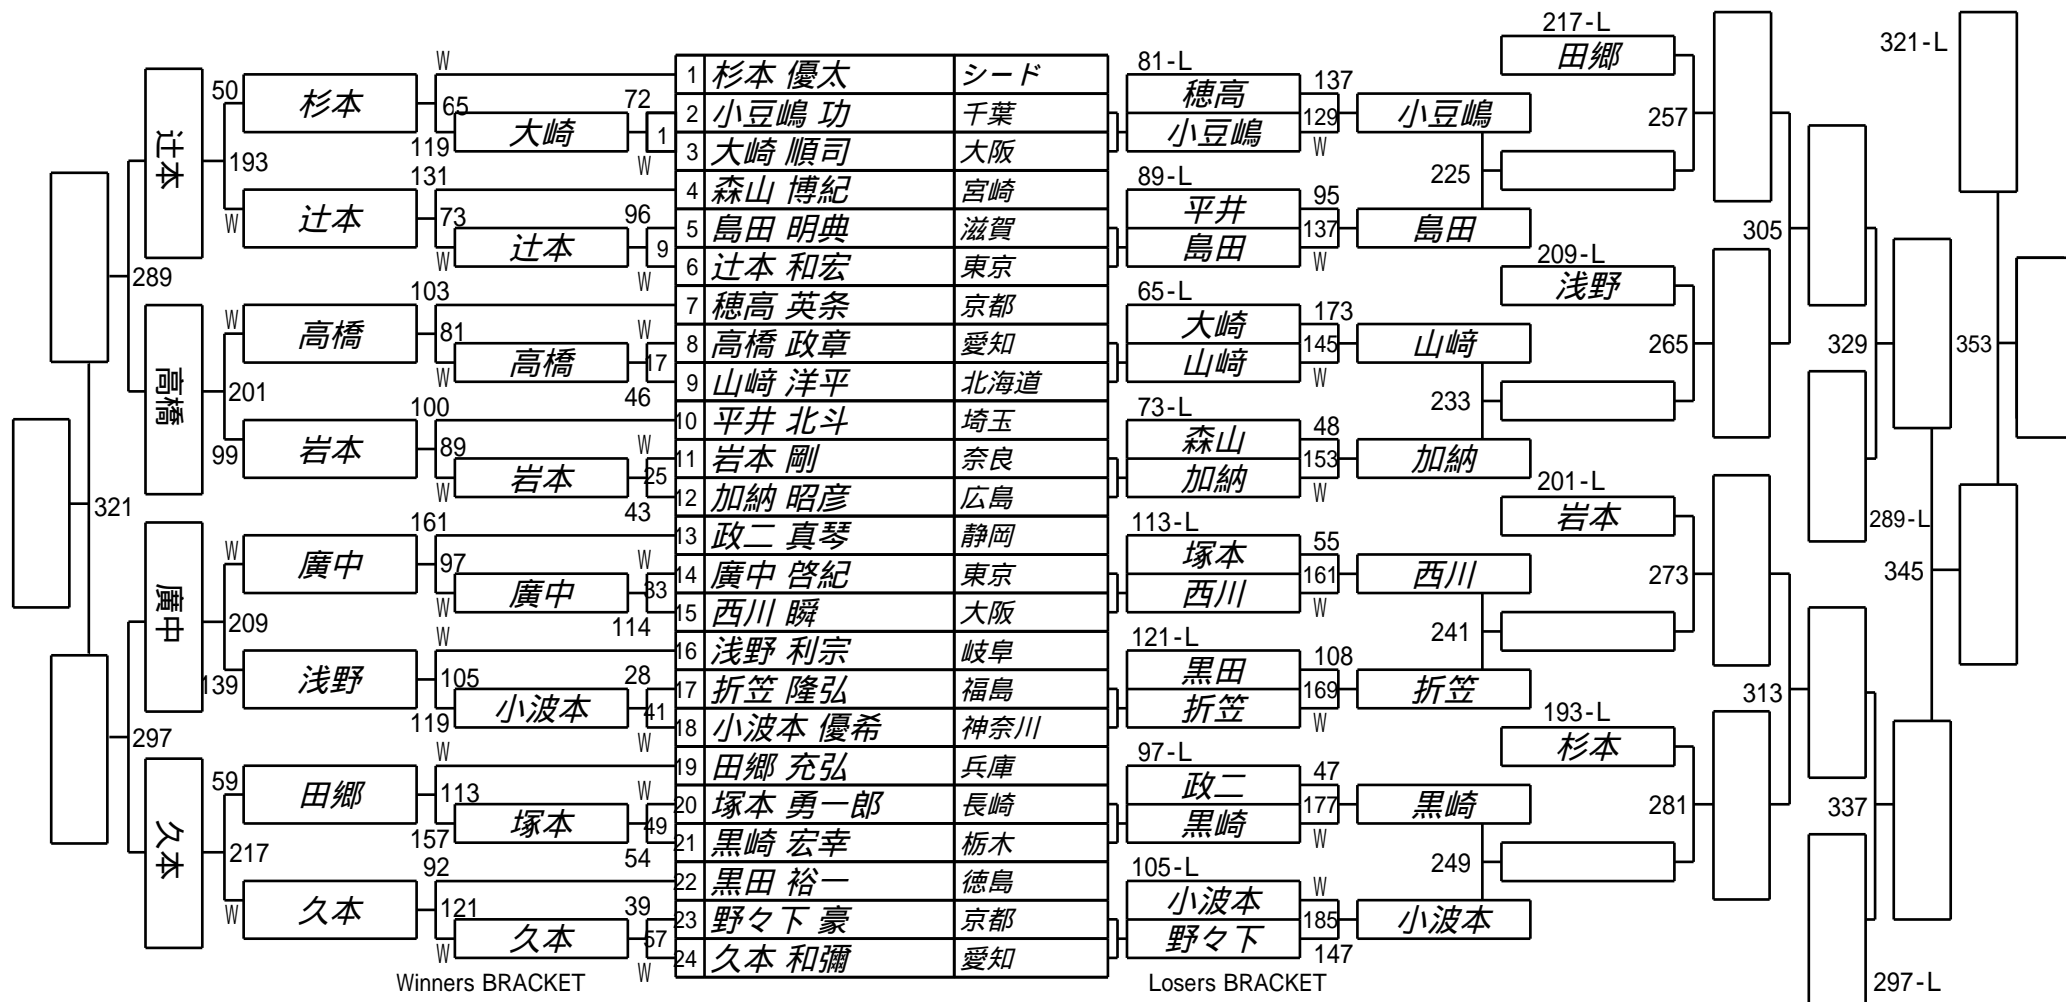 217-L
321-L
田郷
W
1 杉本 優太 シード
81-L
穂高
137
50
杉本
65
72
大崎
2 小豆嶋 功 千葉
129
小豆嶋
小豆嶋
257
辻本
119
1
W
3 大崎 順司 大阪
W
193
131
4 森山 博紀 宮崎
89-L
平井
95
225
辻本
W
73
96
辻本
5 島田 明典 滋賀
137
島田
島田
305
9
W
W
6 辻本 和宏 東京
W
209-L
浅野
289
103
7 穂高 英条 京都
65-L
大崎
173
W
高橋
81
W
高橋
8 高橋 政章 愛知
145
山﨑
山﨑
265
329
353
高橋
W
17
46
9 山﨑 洋平 北海道
W
201
100
10 平井 北斗 埼玉
73-L
森山
48
233
99
岩本
89
W
岩本
11 岩本 剛 奈良
153
加納
加納
W
25
43
12 加納 昭彦 広島
W
201-L
岩本
321
161
13 政二 真琴 静岡
113-L
塚本
55
289-L
W
廣中
97
W
廣中
14 廣中 啓紀 東京
161
西川
西川
273
345
廣中
W
33
114
15 西川 瞬 大阪
W
209
W
16 浅野 利宗 岐阜
121-L
黒田
108
241
139
浅野
105
28
小波本
17 折笠 隆弘 福島
169
折笠
折笠
313
119
41
W
18 小波本 優希 神奈川
W
193-L
杉本
297
W
19 田郷 充弘 兵庫
97-L
政二
47
59
田郷
113
W
塚本
20 塚本 勇一郎 長崎
177
黒崎
黒崎
281
337
久本
157
49
54
21 黒崎 宏幸 栃木
W
217
92
22 黒田 裕一 徳島
105-L
小波本
W
249
W
久本
121
39
久本
23 野々下 豪 京都
185
野々下
小波本
W
57
W
24 久本 和彌 愛知
147
Winners BRACKET
Losers BRACKET
297-L